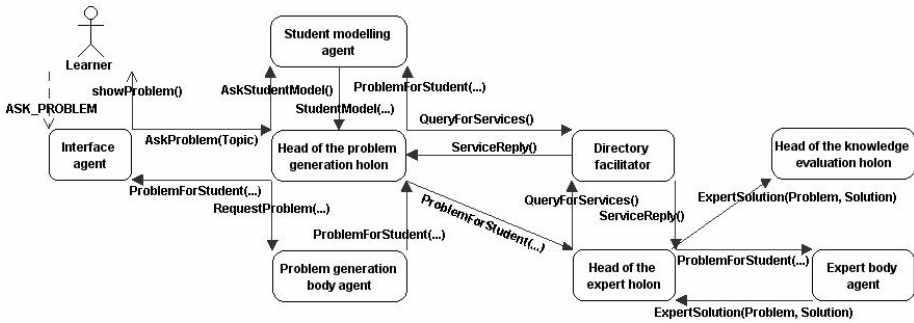 Student modelling
agent
Learner
showProblem()
AskStudentModel()
ProblemForStudent(...)
ASK_PROBLEM
StudentModel(...)
QueryForServices()
AskProblem(Topic)
Interface
agent
Head of the problem
generation holon
ServiceReply()
Directory
facilitator
Head of the knowledge
evaluation holon
ProblemForStudent(...)
RequestProblem(...)
ProblemForStudent(...)
ProblemForStudent(...)
QueryForServices()
ServiceReply()
ExpertSolution(Problem, Solution)
Problem generation
body agent
Head of the
expert holon
ProblemForStudent(...)
Expert body
agent
ExpertSolution(Problem, Solution)